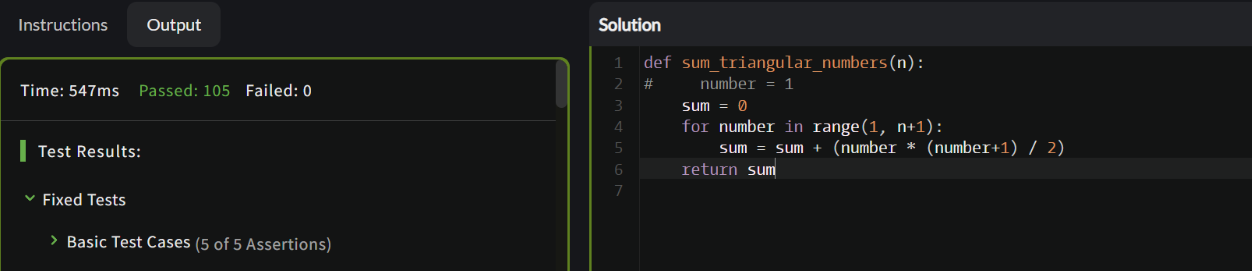 Instructions
Output
Time: 547ms Passed: 105 Failed: 0
Test Results:
Fixed Tests
Basic Test Cases (5 of 5 Assertions)
Solution
1 def sum_triangular_numbers(n):
2 #     number = 1
3     sum = 0
4     for number in range(1, n+1):
5         sum = sum + (number * (number+1) / 2)
6     return sum
7